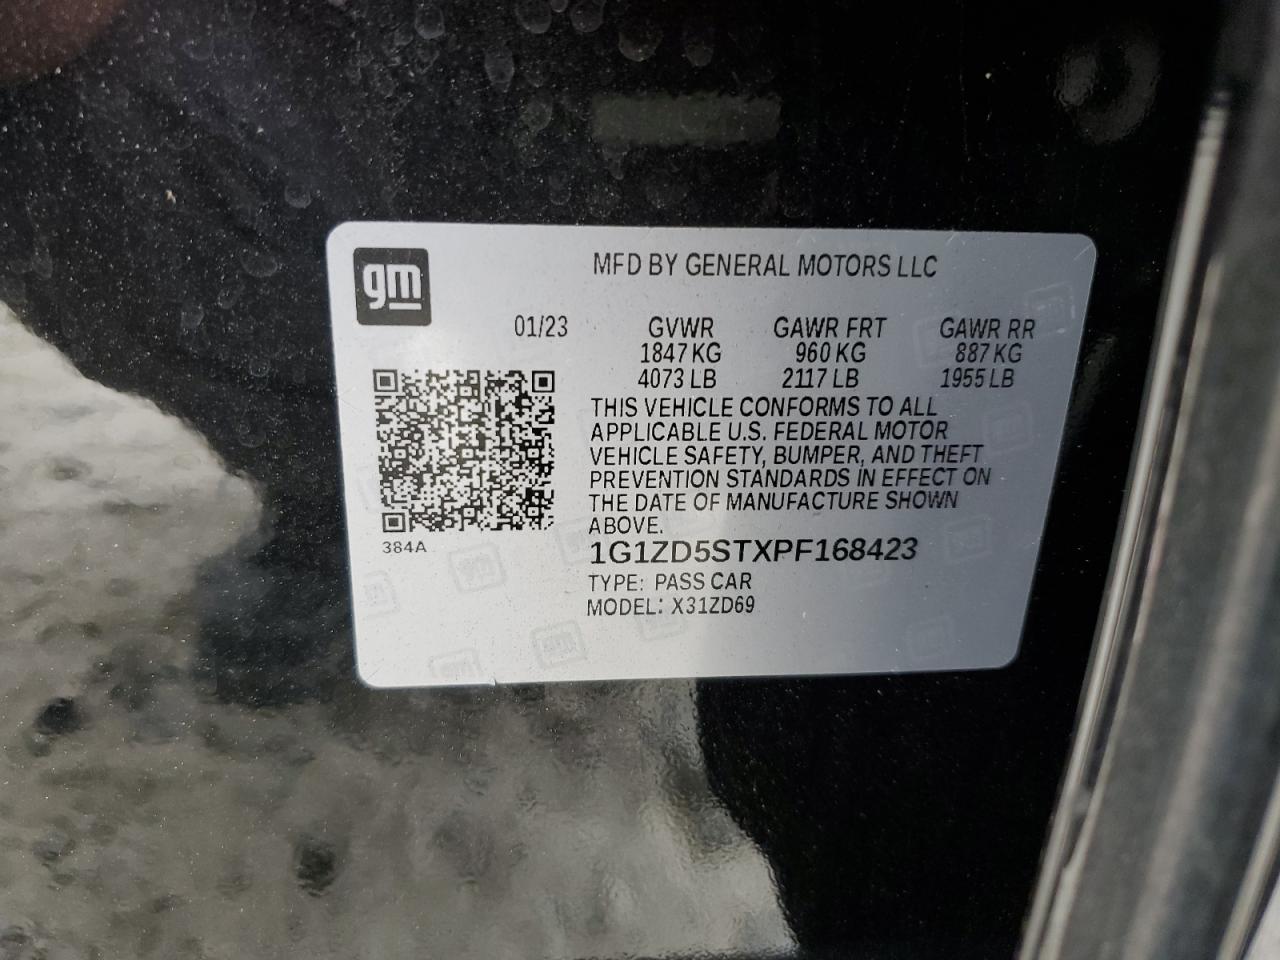 gm
MFD BY GENERAL MOTORS LLC
01/23 GVWR GAWR FRT GAWR RR
1847 KG 960 KG 887 KG
4073 LB 2117 LB 1955 LB
THIS VEHICLE CONFORMS TO ALL
APPLICABLE U.S. FEDERAL MOTOR
VEHICLE SAFETY, BUMPER, AND THEFT
PREVENTION STANDARDS IN EFFECT ON
THE DATE OF MANUFACTURE SHOWN
ABOVE.
384A
1G1ZD5STXPF168423
TYPE: PASS CAR
MODEL: X31ZD69